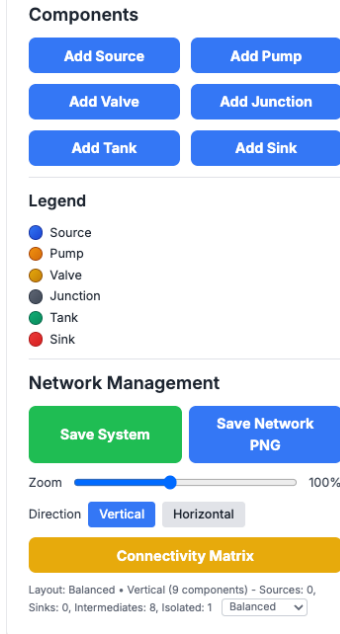 Components
Add Source Add Pump
Add Valve Add Junction
Add Tank Add Sink
Legend
Source
Pump
Valve
Junction
Tank
Sink
Network Management
Save System
Save Network
PNG
Zoom 100%
Direction Vertical Horizontal
Connectivity Matrix
Layout: Balanced • Vertical (9 components) - Sources: 0,
Sinks: 0, Intermediates: 8, Isolated: 1 Balanced